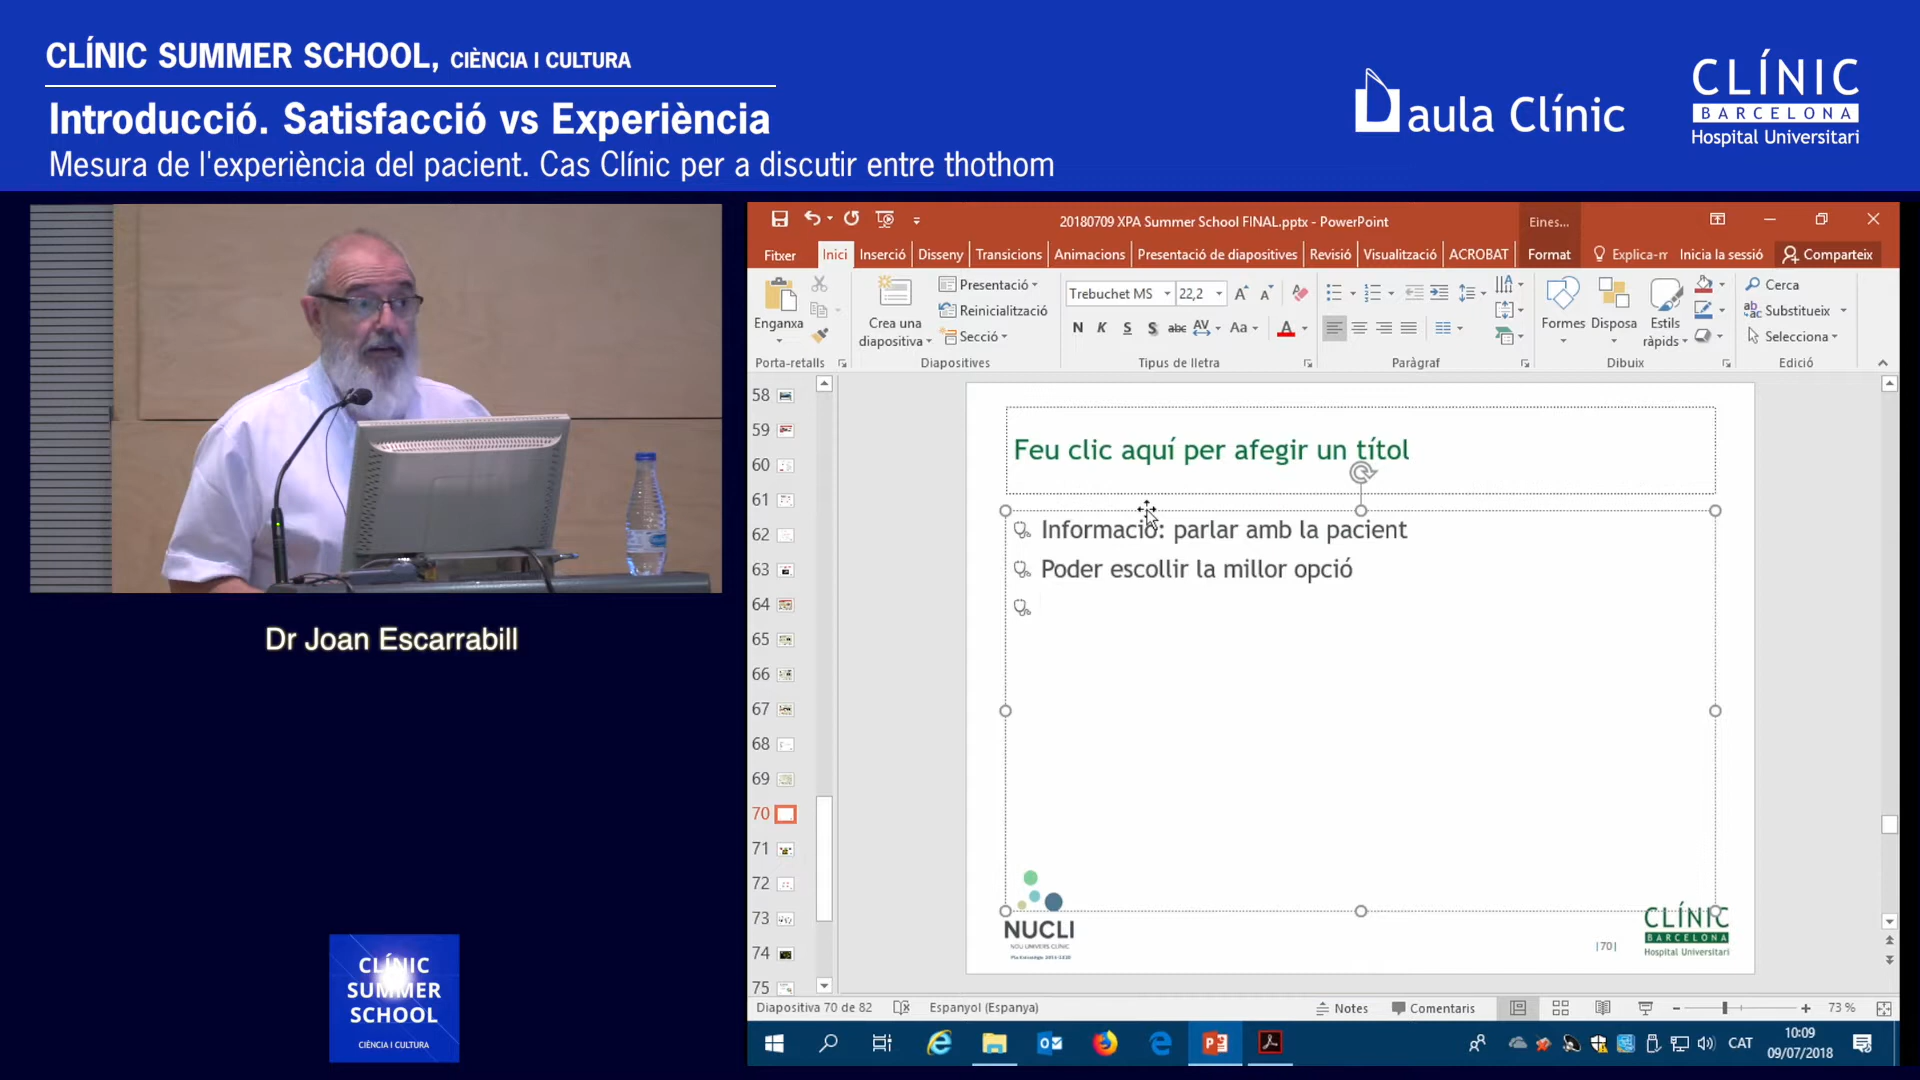 CLÍNIC SUMMER SCHOOL, CIÈNCIA I CULTURA
Introducció. Satisfacció vs Experiència
Mesura de l'experiència del pacient. Cas Clínic per a discutir entre thothom
aula Clínic
CLÍNIC
BARCELONA
Hospital Universitari
20180709 XPA Summer School FINAL.pptx - PowerPoint
Eines...
Fitxer
Inici
Inserció
Disseny
Transicions
Animacions
Presentació de diapositives
Revisió
Visualització
ACROBAT
Format
Explica-m
Inicia la sessió
Comparteix
Enganxa
Porta-retalls
Crea una
diapositiva
Presentació
Reinicialització
Secció
Diapositives
Trebuchet MS
22,2
N K S S abc AV Aa A
Tipus de lletra
Paràgraf
Formes
Disposa
Estils
ràpids
Dibuix
Cerca
Substitueix
Selecciona
Edició
58
59
60
61
62
63
64
65
66
67
68
69
70
71
72
73
74
75
Feu clic aquí per afegir un títol
Informació: parlar amb la pacient
Poder escollir la millor opció
NUCLI
NOU UNIVERS CLÍNIC
|70|
CLÍNIC
BARCELONA
Hospital Universitari
Dr Joan Escarrabill
CLÍNIC
SUMMER
SCHOOL
CIÈNCIA I CULTURA
Diapositiva 70 de 82
Espanyol (Espanya)
Notes
Comentaris
73 %
CAT
10:09
09/07/2018